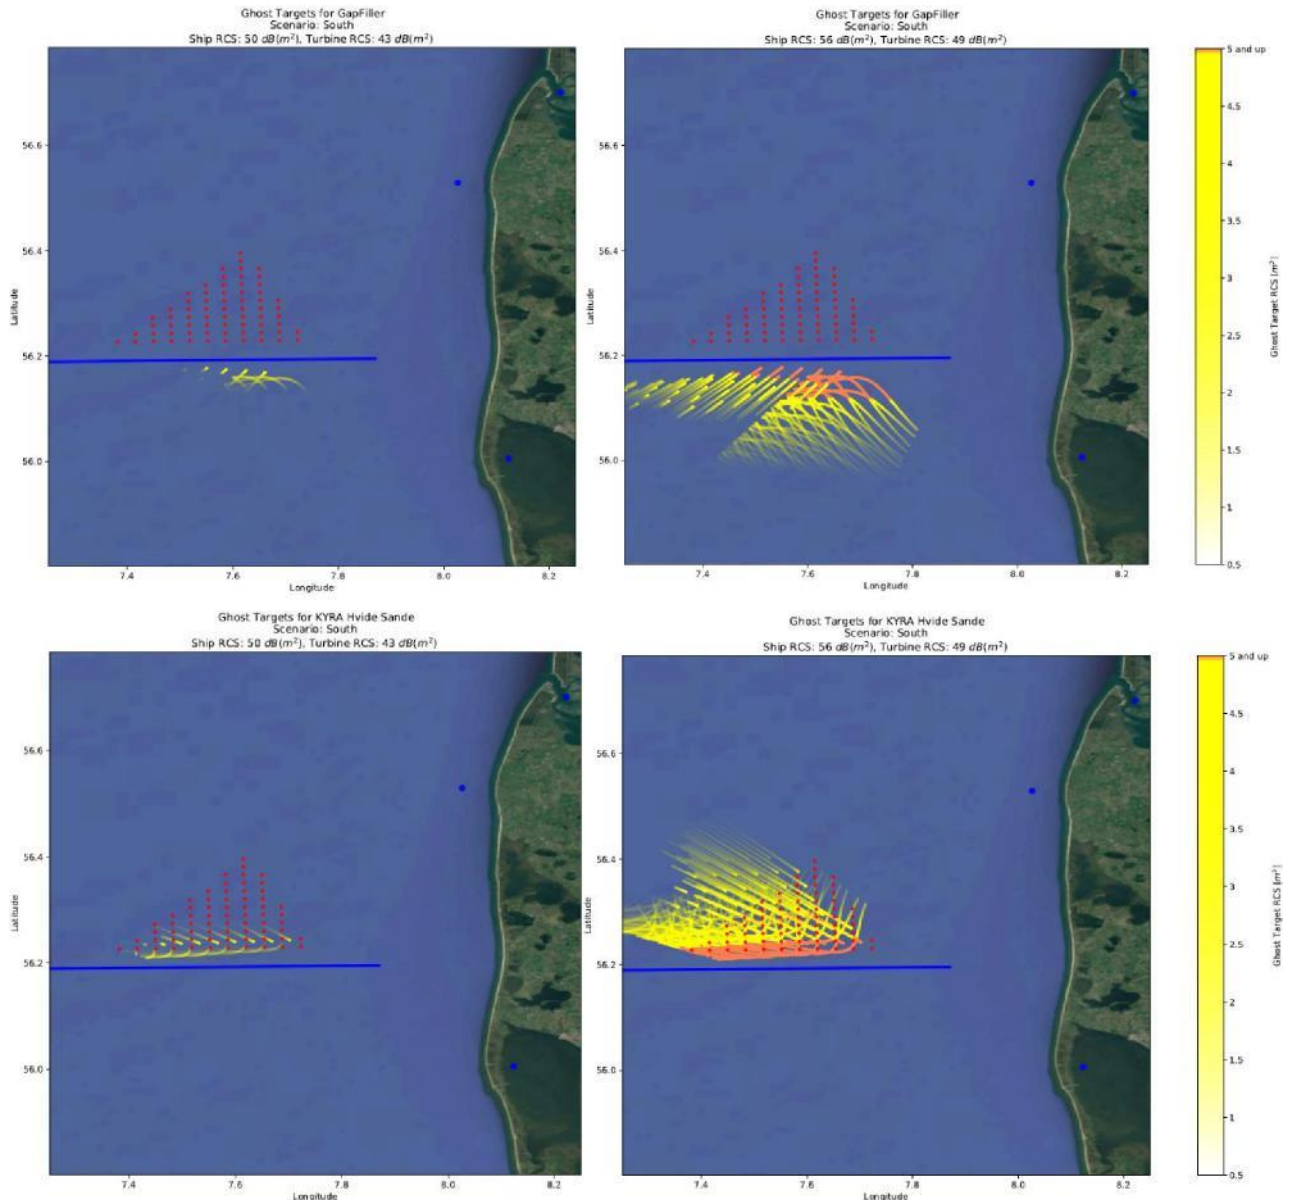 Ghost Targets for GapFiller
Scenario: South
Ship RCS: 50 dB(m²), Turbine RCS: 43 dB(m²)
56.6
56.4
56.2
56.0
Latitude
7.4 7.6 7.8 8.0 8.2
Longitude
Ghost Targets for GapFiller
Scenario: South
Ship RCS: 56 dB(m²), Turbine RCS: 49 dB(m²)
56.6
56.4
56.2
56.0
Latitude
7.4 7.6 7.8 8.0 8.2
Longitude
5 and up
4.5
4
3.5
3
2.5
2
1.5
1
0.5
Ghost Target RCS [m²]
Ghost Targets for KYRA Hvide Sande
Scenario: South
Ship RCS: 50 dB(m²), Turbine RCS: 43 dB(m²)
56.6
56.4
56.2
56.0
Latitude
7.4 7.6 7.8 8.0 8.2
Longitude
Ghost Targets for KYRA Hvide Sande
Scenario: South
Ship RCS: 56 dB(m²), Turbine RCS: 49 dB(m²)
56.6
56.4
56.2
56.0
Latitude
7.4 7.6 7.8 8.0 8.2
Longitude
5 and up
4.5
4
3.5
3
2.5
2
1.5
1
0.5
Ghost Target RCS [m²]